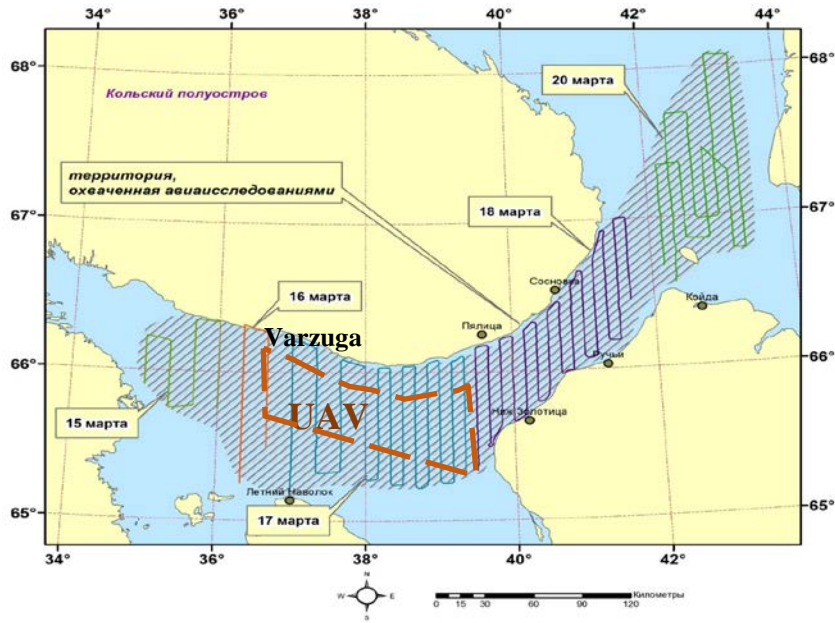 34° 36° 38° 40° 42° 44°
68° 68°
20 марта
Кольский полуостров
территория,
охваченная авиаисследованиями
18 марта
67° 67°
Сосновка
16 марта
Койда
Пялица
Varzuga
66° 66°
Ручьи
15 марта
UAV
Ниж.Золотица
Летний Наволок
17 марта
65° 65°
34° 36° 38° 40° 42°
N
W E
S
Километры
0 15 30 60 90 120